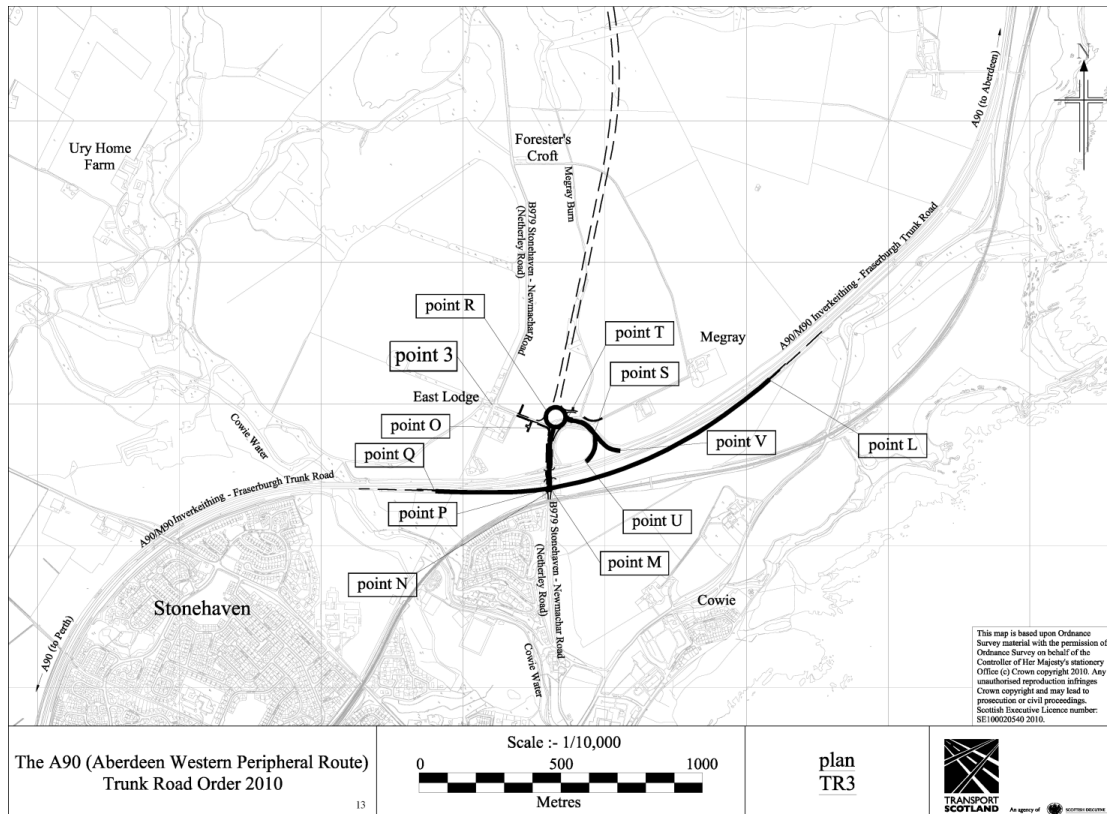 A90 (to Aberdeen)
N
Ury Home
Farm
Forester's
Croft
Megray Burn
B979 Stonehaven - Newmachar Road
(Netherley Road)
A90/M90 Inverkeithing - Fraserburgh Trunk Road
point R
point T
Megray
point 3
point S
East Lodge
point O
point V
point L
Cowie Water
point Q
A90/M90 Inverkeithing - Fraserburgh Trunk Road
point P
point U
B979 Stonehaven - Newmachar Road
(Netherley Road)
point M
point N
Stonehaven
Cowie
A90 (to Perth)
Cowie Water
This map is based upon Ordnance
Survey material with the permission of
Ordnance Survey on behalf of the
Controller of Her Majesty's stationery
Office (c) Crown copyright 2010. Any
unauthorised reproduction infringes
Crown copyright and may lead to
prosecution or civil proceedings.
Scottish Executive Licence number:
SE100020540 2010.
The A90 (Aberdeen Western Peripheral Route)
Trunk Road Order 2010
13
Scale :- 1/10,000
0 500 1000
Metres
plan
TR3
TRANSPORT
SCOTLAND
An agency of
SCOTTISH EXECUTIVE